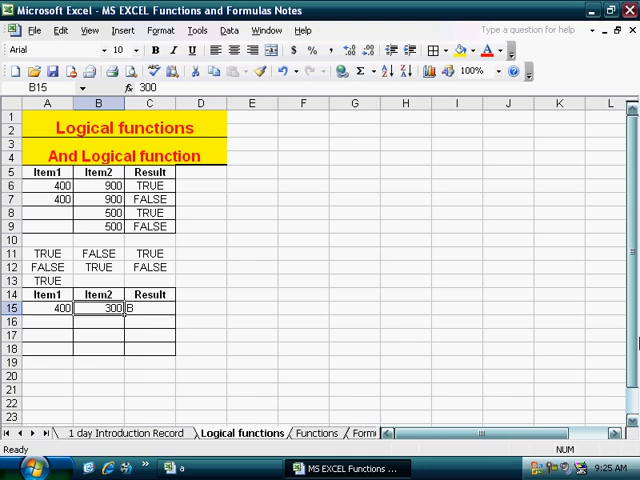 Microsoft Excel - MS EXCEL Functions and Formulas Notes
File Edit View Insert Format Tools Data Window Help
Type a question for help
Arial 10 B I U $ % A
Σ 100%
B15 fx 300
A B C D E F G H I J K L
1
2 Logical functions
3
4 And Logical function
5 Item1 Item2 Result
6 400 900 TRUE
7 400 900 FALSE
8 500 TRUE
9 500 FALSE
10
11 TRUE FALSE TRUE
12 FALSE TRUE FALSE
13 TRUE
14 Item1 Item2 Result
15 400 300 B
16
17
18
19
20
21
22
23
1 day Introduction Record Logical functions Functions Formu
Ready NUM
a MS EXCEL Functions ... 9:25 AM